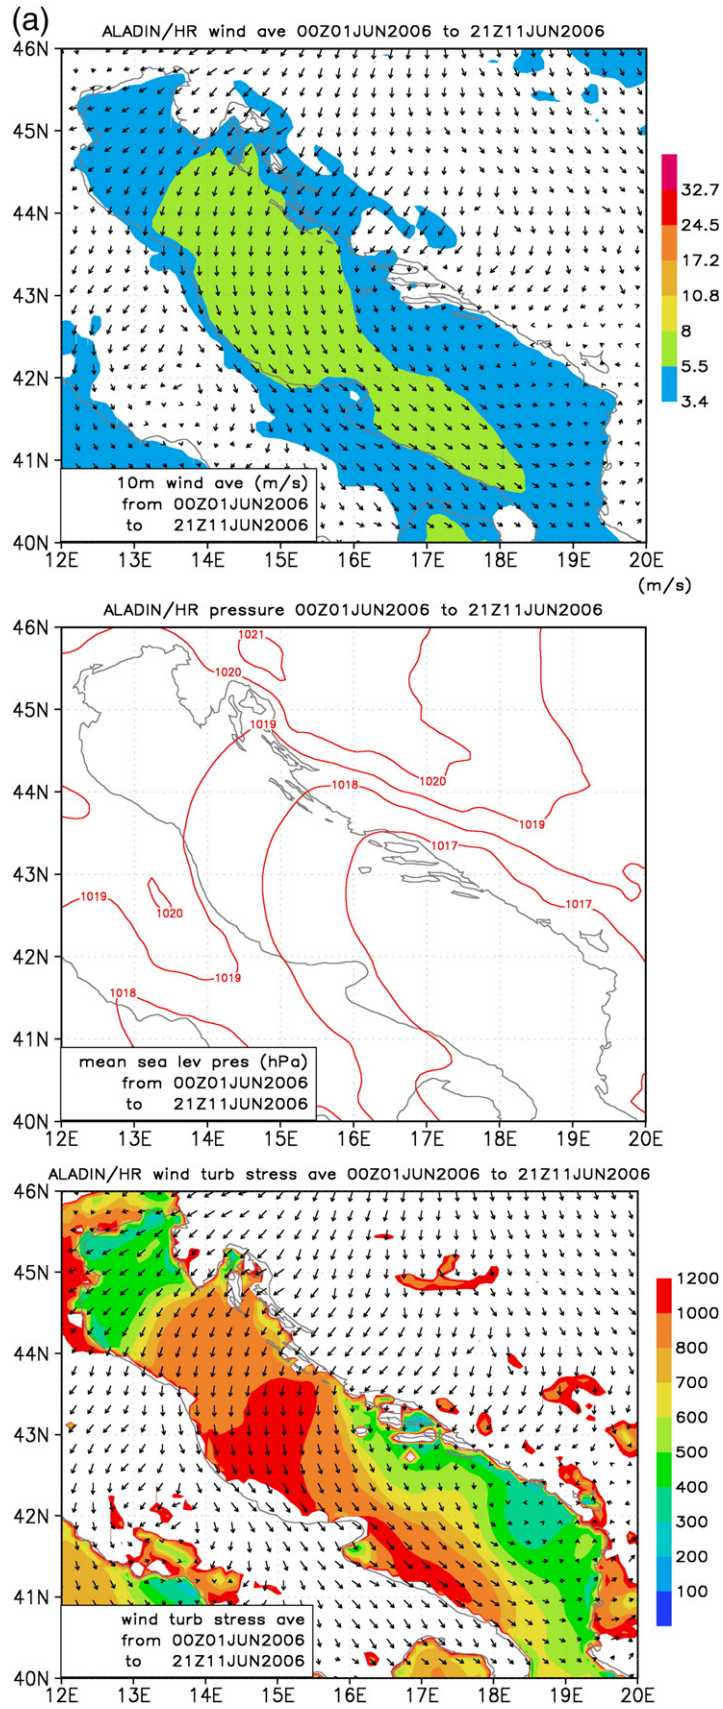 (a)
ALADIN/HR wind ave 00Z01JUN2006 to 21Z11JUN2006
46N
45N
44N
43N
42N
41N
40N
12E 13E 14E 15E 16E 17E 18E 19E 20E
10m wind ave (m/s)
from 00Z01JUN2006
to 21Z11JUN2006
32.7
24.5
17.2
10.8
8
5.5
3.4
(m/s)
ALADIN/HR pressure 00Z01JUN2006 to 21Z11JUN2006
46N
45N
44N
43N
42N
41N
40N
1021
1020
1019
1020
1018
1019
1017
1019
1020
1017
1019
1018
mean sea lev pres (hPa)
from 00Z01JUN2006
to 21Z11JUN2006
12E 13E 14E 15E 16E 17E 18E 19E 20E
ALADIN/HR wind turb stress ave 00Z01JUN2006 to 21Z11JUN2006
46N
45N
44N
43N
42N
41N
40N
wind turb stress ave
from 00Z01JUN2006
to 21Z11JUN2006
12E 13E 14E 15E 16E 17E 18E 19E 20E
1200
1000
800
700
600
500
400
300
200
100